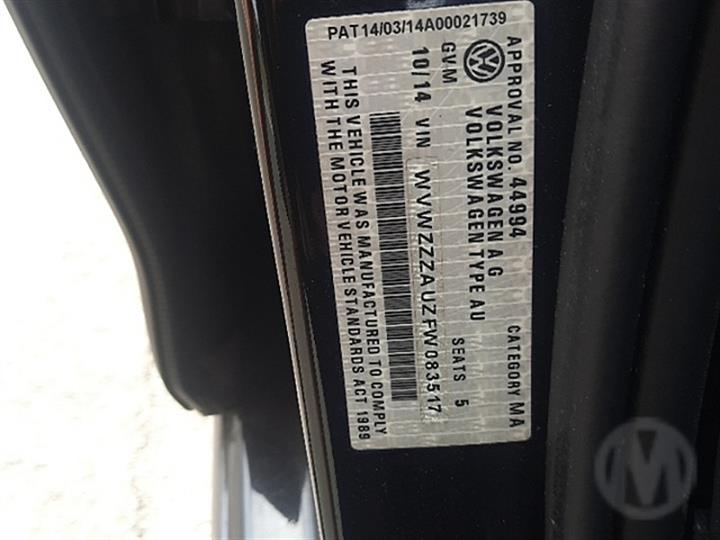 APPROVAL NO. 44994 CATEGORY MA
VOLKSWAGEN AG
VOLKSWAGEN TYPE AU
GVM SEATS 5
10/14 VIN WVWZZZAUZFW083517
THIS VEHICLE WAS MANUFACTURED TO COMPLY
WITH THE MOTOR VEHICLE STANDARDS ACT 1989
PAT14/03/14A00021739